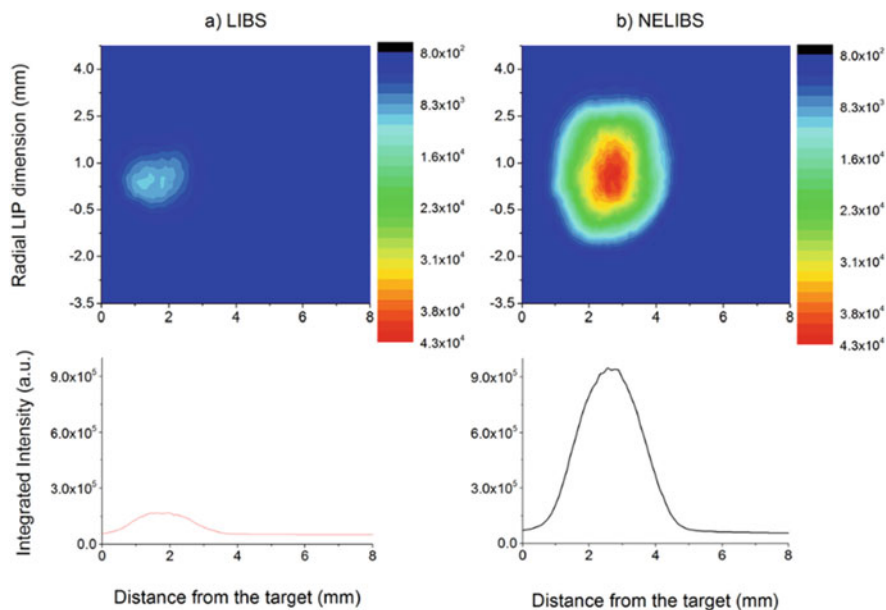 a) LIBS
b) NELIBS
Radial LIP dimension (mm)
4.0
2.5
1.0
-0.5
-2.0
-3.5
0 2 4 6 8
8.0x10²
8.3x10³
1.6x10⁴
2.3x10⁴
3.1x10⁴
3.8x10⁴
4.3x10⁴
4.0
2.5
1.0
-0.5
-2.0
-3.5
0 2 4 6 8
8.0x10²
8.3x10³
1.6x10⁴
2.3x10⁴
3.1x10⁴
3.8x10⁴
4.3x10⁴
Integrated Intensity (a.u.)
9.0x10⁵
6.0x10⁵
3.0x10⁵
0.0
0 2 4 6 8
Distance from the target (mm)
9.0x10⁵
6.0x10⁵
3.0x10⁵
0.0
0 2 4 6 8
Distance from the target (mm)